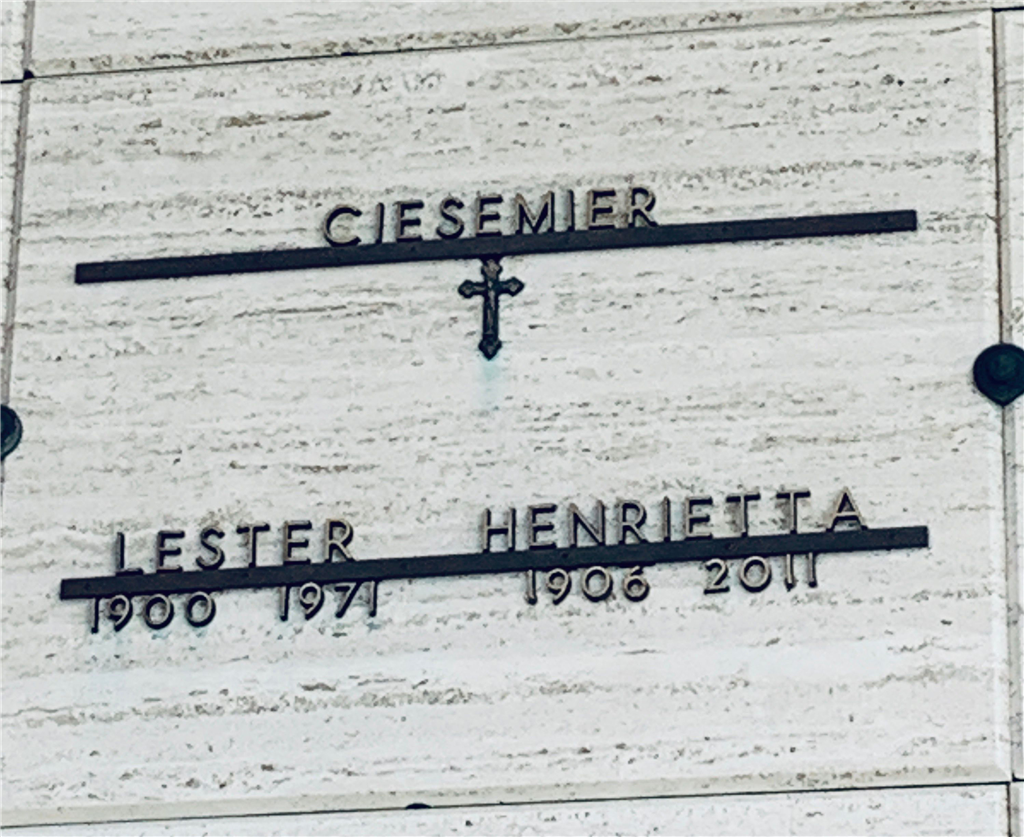 CIESEMIER
LESTER HENRIETTA
1900 1971 1906 2011